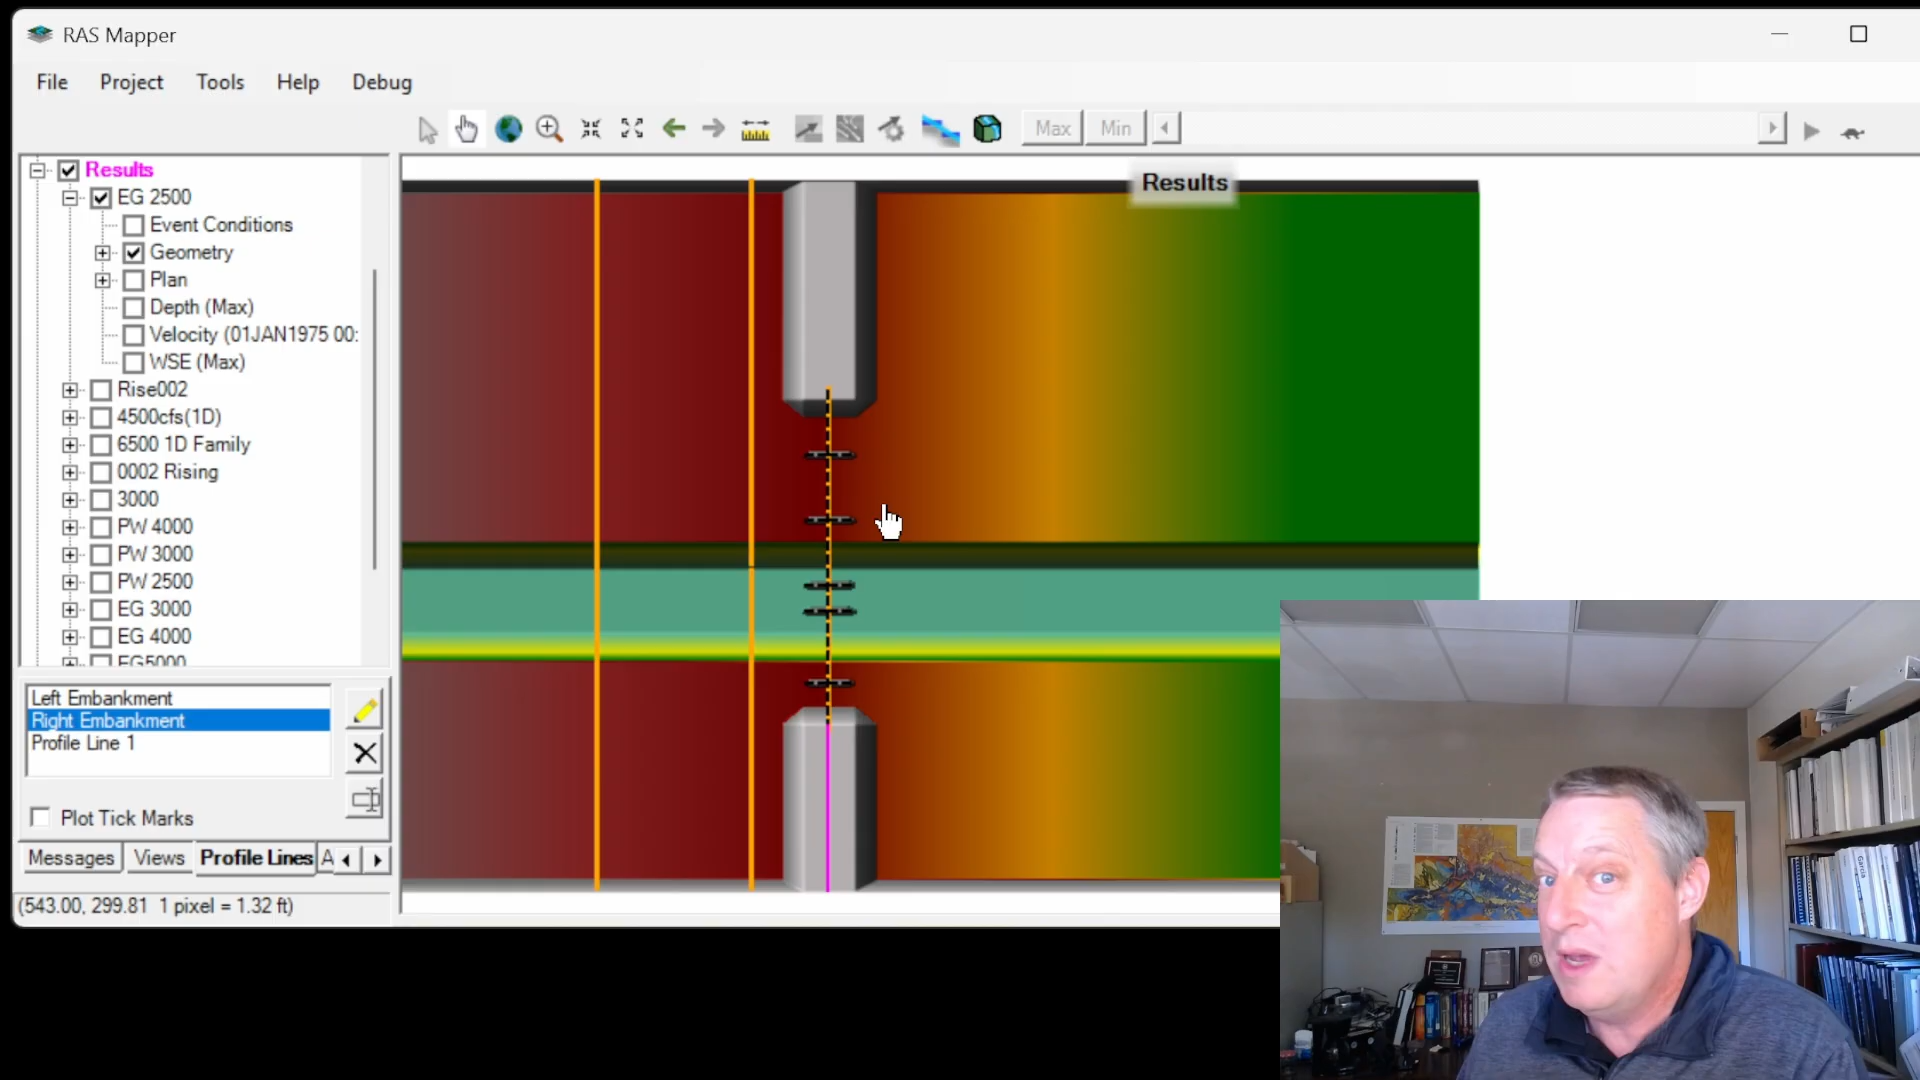 RAS Mapper
File Project Tools Help Debug
Max Min
Results
EG 2500
Event Conditions
Geometry
Plan
Depth (Max)
Velocity (01JAN1975 00:
WSE (Max)
Rise002
4500cfs(1D)
6500 1D Family
0002 Rising
3000
PW 4000
PW 3000
PW 2500
EG 3000
EG 4000
EG5000
Results
Left Embankment
Right Embankment
Profile Line 1
Plot Tick Marks
Messages Views Profile Lines A
(543.00, 299.81 1 pixel = 1.32 ft)
Garcia